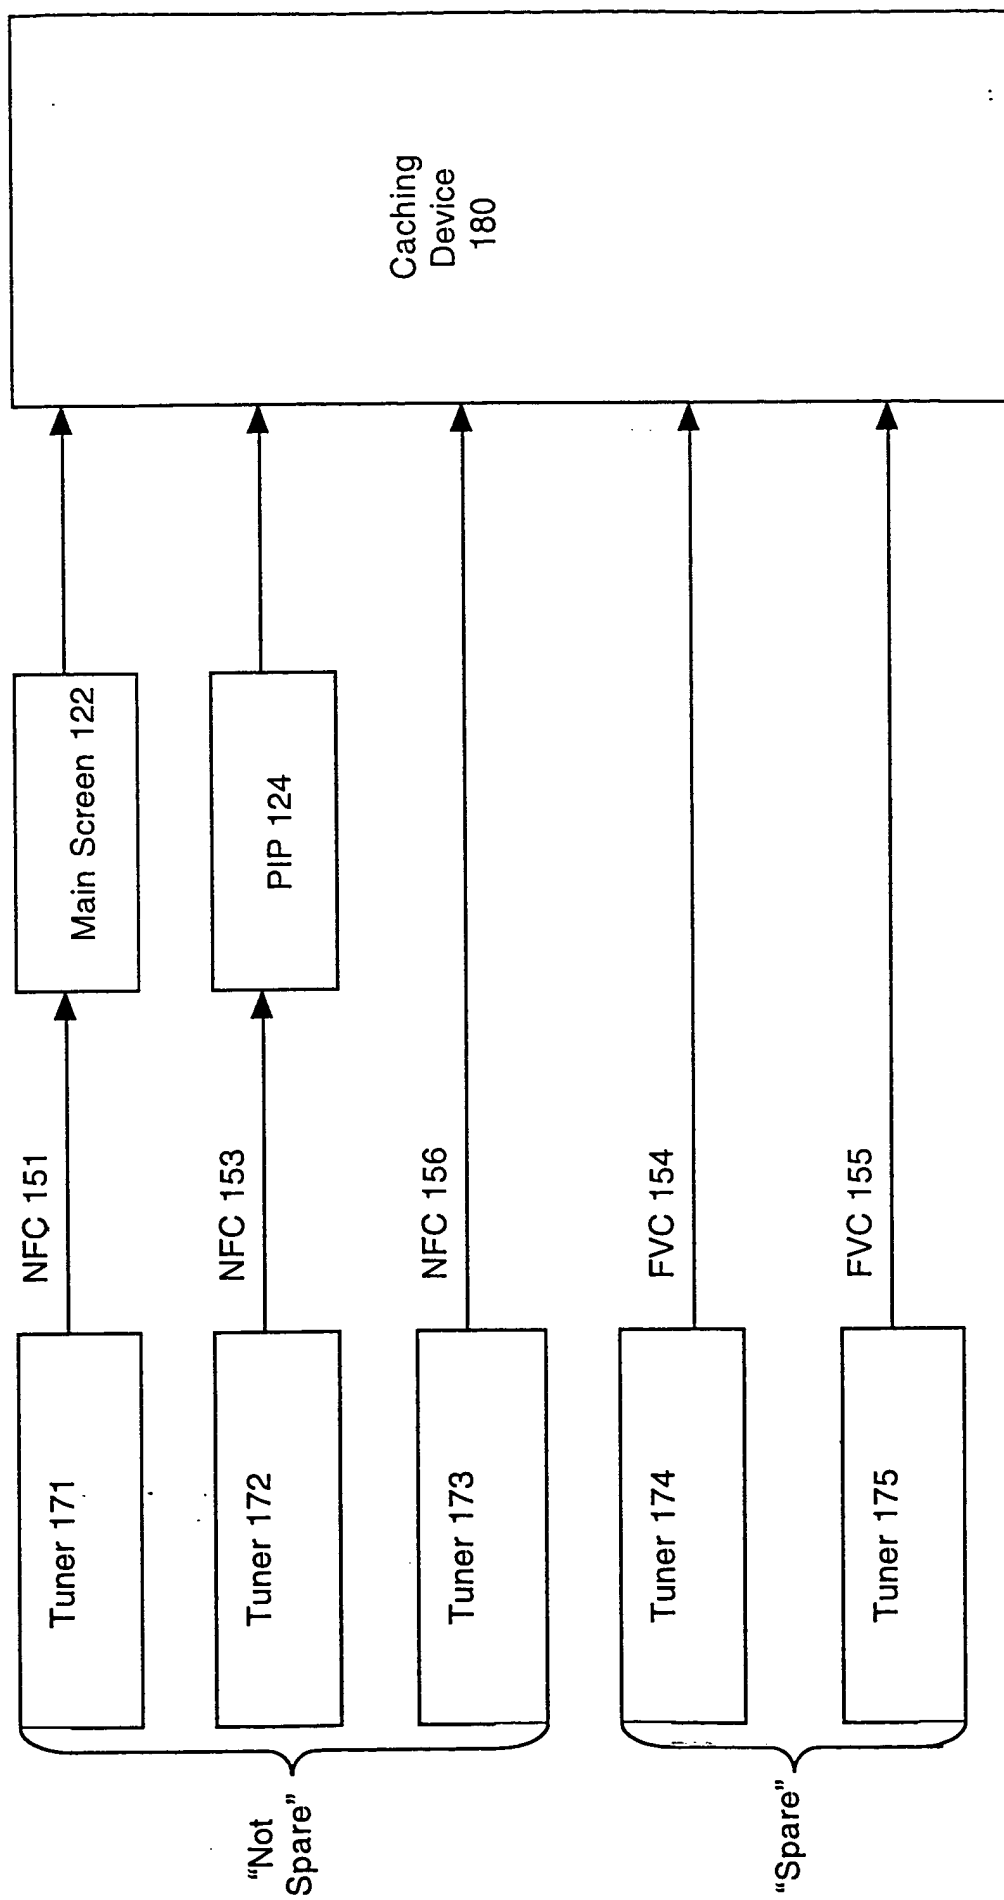 "Not
Spare"
Tuner 171
NFC 151
Main Screen 122
Tuner 172
NFC 153
PIP 124
Tuner 173
NFC 156
"Spare"
Tuner 174
FVC 154
Tuner 175
FVC 155
Caching
Device
180